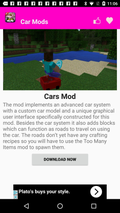 11:06
Car Mods
Cars Mod
The mod implements an advanced car system
with a custom car model and a unique graphical
user interface specifically constructed for this
mod. Besides the car system it also adds blocks
which can function as roads to travel on using
the car. The roads don't yet have any crafting
recipes so you will have to use the Too Many
Items mod to spawn them.
DOWNLOAD NOW
Plato's buys your style.